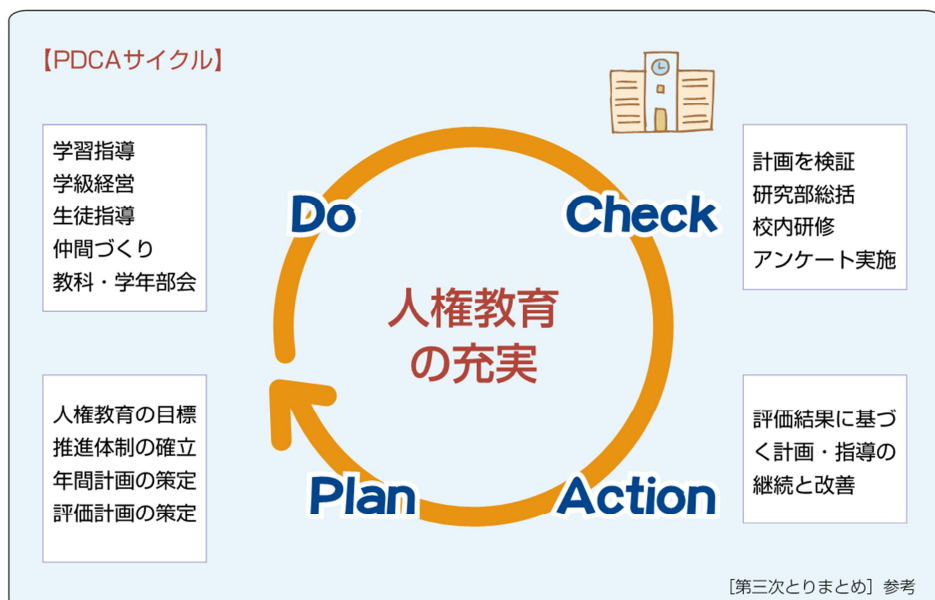 【PDCAサイクル】
学習指導
学級経営
生徒指導
仲間づくり
教科・学年部会
Do
Check
計画を検証
研究部総括
校内研修
アンケート実施
人権教育
の充実
人権教育の目標
推進体制の確立
年間計画の策定
評価計画の策定
Plan
Action
評価結果に基づ
く計画・指導の
継続と改善
［第三次とりまとめ］参考